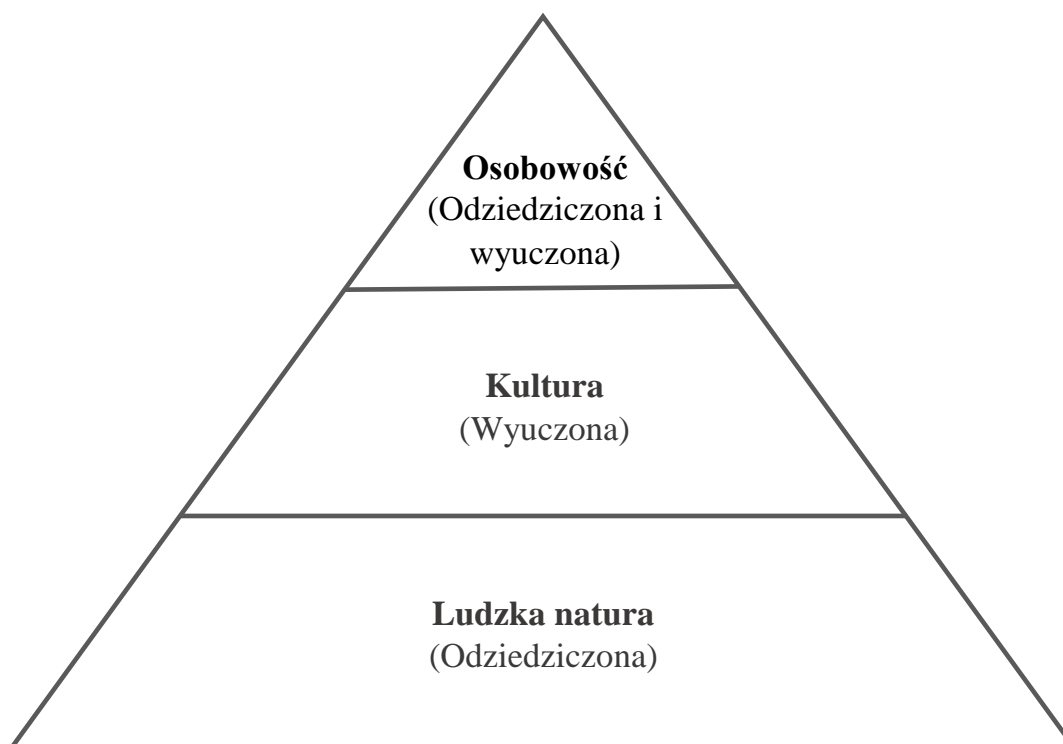 Osobowość
(Odziedziczona i
wyuczona)
Kultura
(Wyuczona)
Ludzka natura
(Odziedziczona)